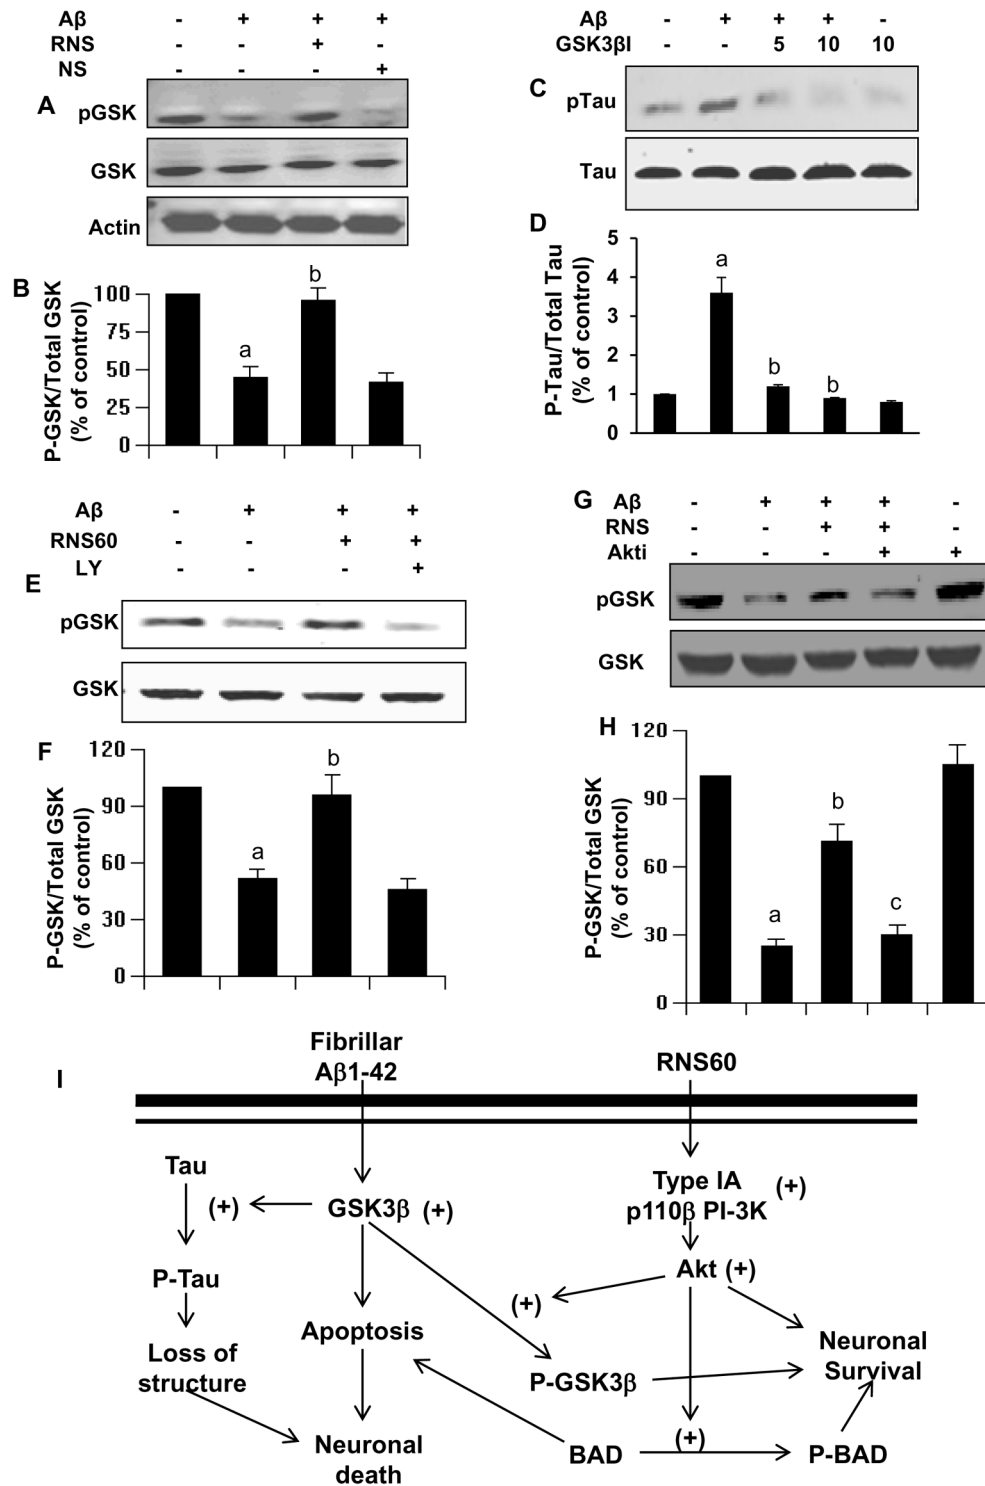 Aβ - + + +
RNS - - + -
NS - - - +
A
pGSK
GSK
Actin
B
P-GSK/Total GSK
(% of control)
100
75
50
25
0
a
b
Aβ - + + + -
GSK3βI - - 5 10 10
C
pTau
Tau
D
P-Tau/Total Tau
(% of control)
5
4
3
2
1
0
a
b
b
Aβ - + + +
RNS60 - - + +
LY - - - +
E
pGSK
GSK
F
P-GSK/Total GSK
(% of control)
120
90
60
30
0
a
b
G
Aβ - + + + -
RNS - - + + -
Akti - - - + +
pGSK
GSK
H
P-GSK/Total GSK
(% of control)
120
90
60
30
0
a
b
c
I
Fibrillar
Aβ1-42
RNS60
Tau
(+)
GSK3β (+)
Type IA
p110β PI-3K
(+)
P-Tau
Akt (+)
(+)
Loss of
structure
Apoptosis
P-GSK3β
Neuronal
Survival
Neuronal
death
BAD
(+)
P-BAD